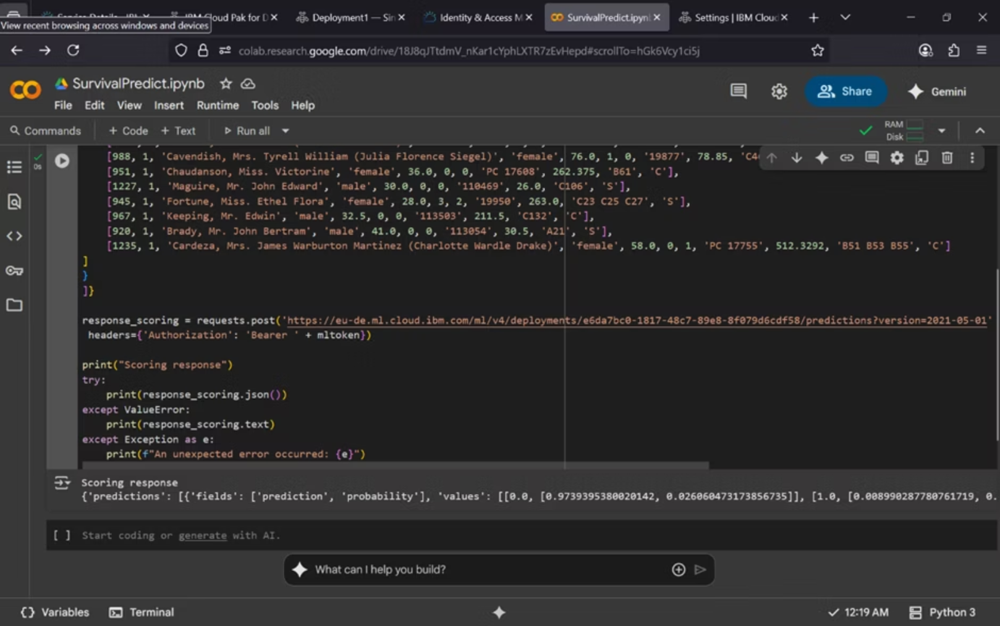 View recent browsing across windows and devices
Cloud Pak for D
Deployment1 — Sin
Identity & Access M
SurvivalPredict.ipyn
Settings | IBM Cloud
colab.research.google.com/drive/18J8qJTtdmV_nKar1cYphLXTR7zEvHepd#scrollTo=hGk6Vcy1ci5j
SurvivalPredict.ipynb
Share
Gemini
File Edit View Insert Runtime Tools Help
Commands + Code + Text Run all
RAM
Disk
0s
[988, 1, 'Cavendish, Mrs. Tyrell William (Julia Florence Siegel)', 'female', 76.0, 1, 0, '19877', 78.85, 'C4
[951, 1, 'Chaudanson, Miss. Victorine', 'female', 36.0, 0, 0, 'PC 17608', 262.375, 'B61', 'C'],
[1227, 1, 'Maguire, Mr. John Edward', 'male', 30.0, 0, 0, '110469', 26.0, 'C106', 'S'],
[945, 1, 'Fortune, Miss. Ethel Flora', 'female', 28.0, 3, 2, '19950', 263.0, 'C23 C25 C27', 'S'],
[967, 1, 'Keeping, Mr. Edwin', 'male', 32.5, 0, 0, '113503', 211.5, 'C132', 'C'],
[920, 1, 'Brady, Mr. John Bertram', 'male', 41.0, 0, 0, '113054', 30.5, 'A21', 'S'],
[1235, 1, 'Cardeza, Mrs. James Warburton Martinez (Charlotte Wardle Drake)', 'female', 58.0, 0, 1, 'PC 17755', 512.3292, 'B51 B53 B55', 'C']
]
}
]}
response_scoring = requests.post('https://eu-de.ml.cloud.ibm.com/ml/v4/deployments/e6da7bc0-1817-48c7-89e8-8f079d6cdf58/predictions?version=2021-05-01'
headers={'Authorization': 'Bearer ' + mltoken})
print("Scoring response")
try:
print(response_scoring.json())
except ValueError:
print(response_scoring.text)
except Exception as e:
print(f"An unexpected error occurred: {e}")
Scoring response
{'predictions': [{'fields': ['prediction', 'probability'], 'values': [[0.0, [0.9739395380020142, 0.026060473173856735]], [1.0, [0.008990287780761719, 0.
[ ] Start coding or generate with AI.
What can I help you build?
{} Variables Terminal
12:19 AM Python 3